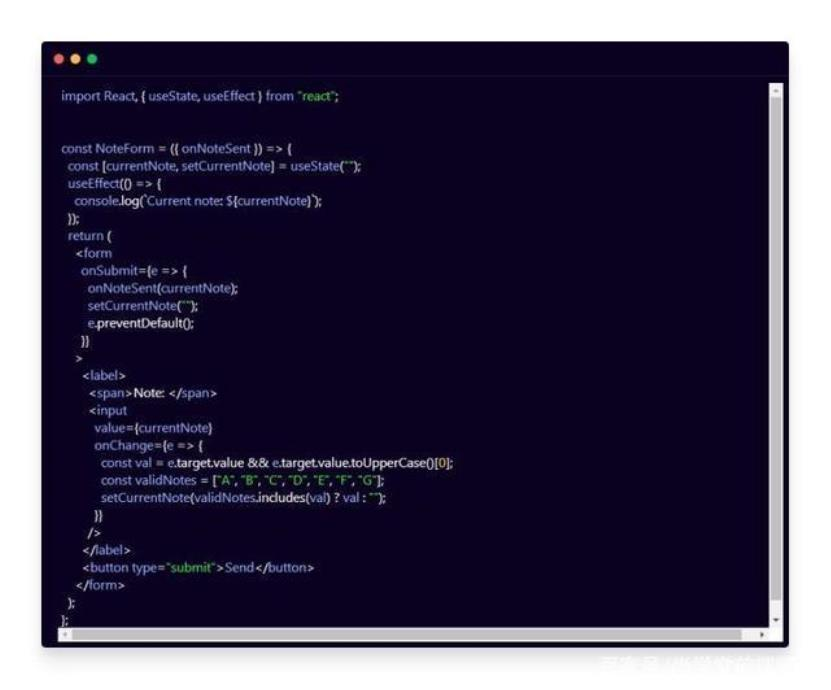 import React, { useState, useEffect } from "react";
const NoteForm = ({ onNoteSent }) => {
const [currentNote, setCurrentNote] = useState("");
useEffect(() => {
console.log(`Current note: ${currentNote}`);
});
return (
<form
onSubmit={e => {
onNoteSent(currentNote);
setCurrentNote("");
e.preventDefault();
}}
>
<label>
<span>Note: </span>
<input
value={currentNote}
onChange={e => {
const val = e.target.value && e.target.value.toUpperCase()[0];
const validNotes = ["A", "B", "C", "D", "E", "F", "G"];
setCurrentNote(validNotes.includes(val) ? val : "");
}}
/>
</label>
<button type="submit">Send</button>
</form>
);
};